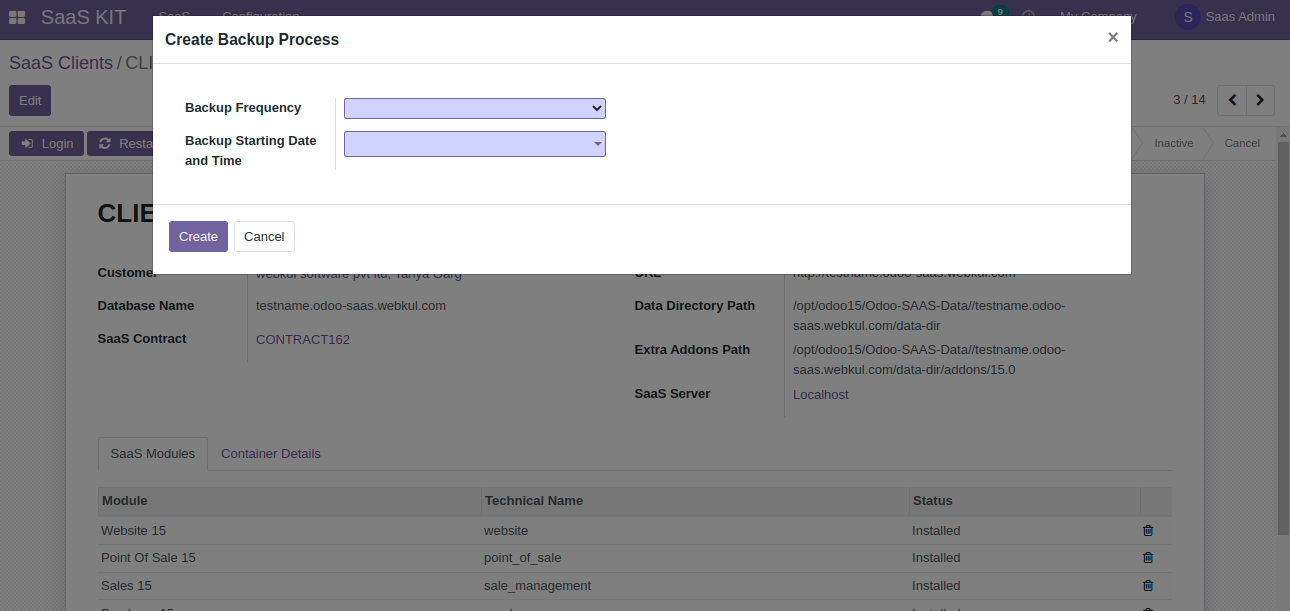 SaaS KIT SaaS Configuration 9 My Company S Saas Admin
Create Backup Process ×
SaaS Clients / CLI
Edit
3 / 14
Backup Frequency
Backup Starting Date
and Time
Login Resta
Inactive Cancel
CLIE
Create Cancel
Customer webkul software pvt ltd, Tanya Garg
URL http://testname.odoo-saas.webkul.com
Database Name testname.odoo-saas.webkul.com
Data Directory Path /opt/odoo15/Odoo-SAAS-Data//testname.odoo-
saas.webkul.com/data-dir
SaaS Contract CONTRACT162
Extra Addons Path /opt/odoo15/Odoo-SAAS-Data//testname.odoo-
saas.webkul.com/data-dir/addons/15.0
SaaS Server Localhost
SaaS Modules Container Details
Module Technical Name Status
Website 15 website Installed
Point Of Sale 15 point_of_sale Installed
Sales 15 sale_management Installed